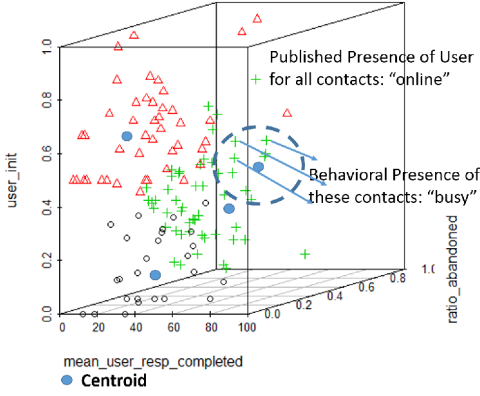 Published Presence of User
for all contacts: “online”
Behavioral Presence of
these contacts: “busy”
user_init
1.0
0.8
0.6
0.4
0.2
0.0
0 20 40 60 80 100
mean_user_resp_completed
0.0 0.2 0.4 0.6 0.8 1.0
ratio_abandoned
Centroid